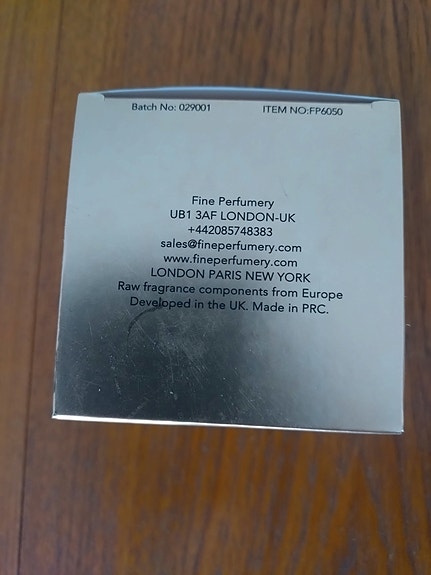 Batch No: 029001 ITEM NO:FP6050
Fine Perfumery
UB1 3AF LONDON-UK
+442085748383
sales@fineperfumery.com
www.fineperfumery.com
LONDON PARIS NEW YORK
Raw fragrance components from Europe
Developed in the UK. Made in PRC.